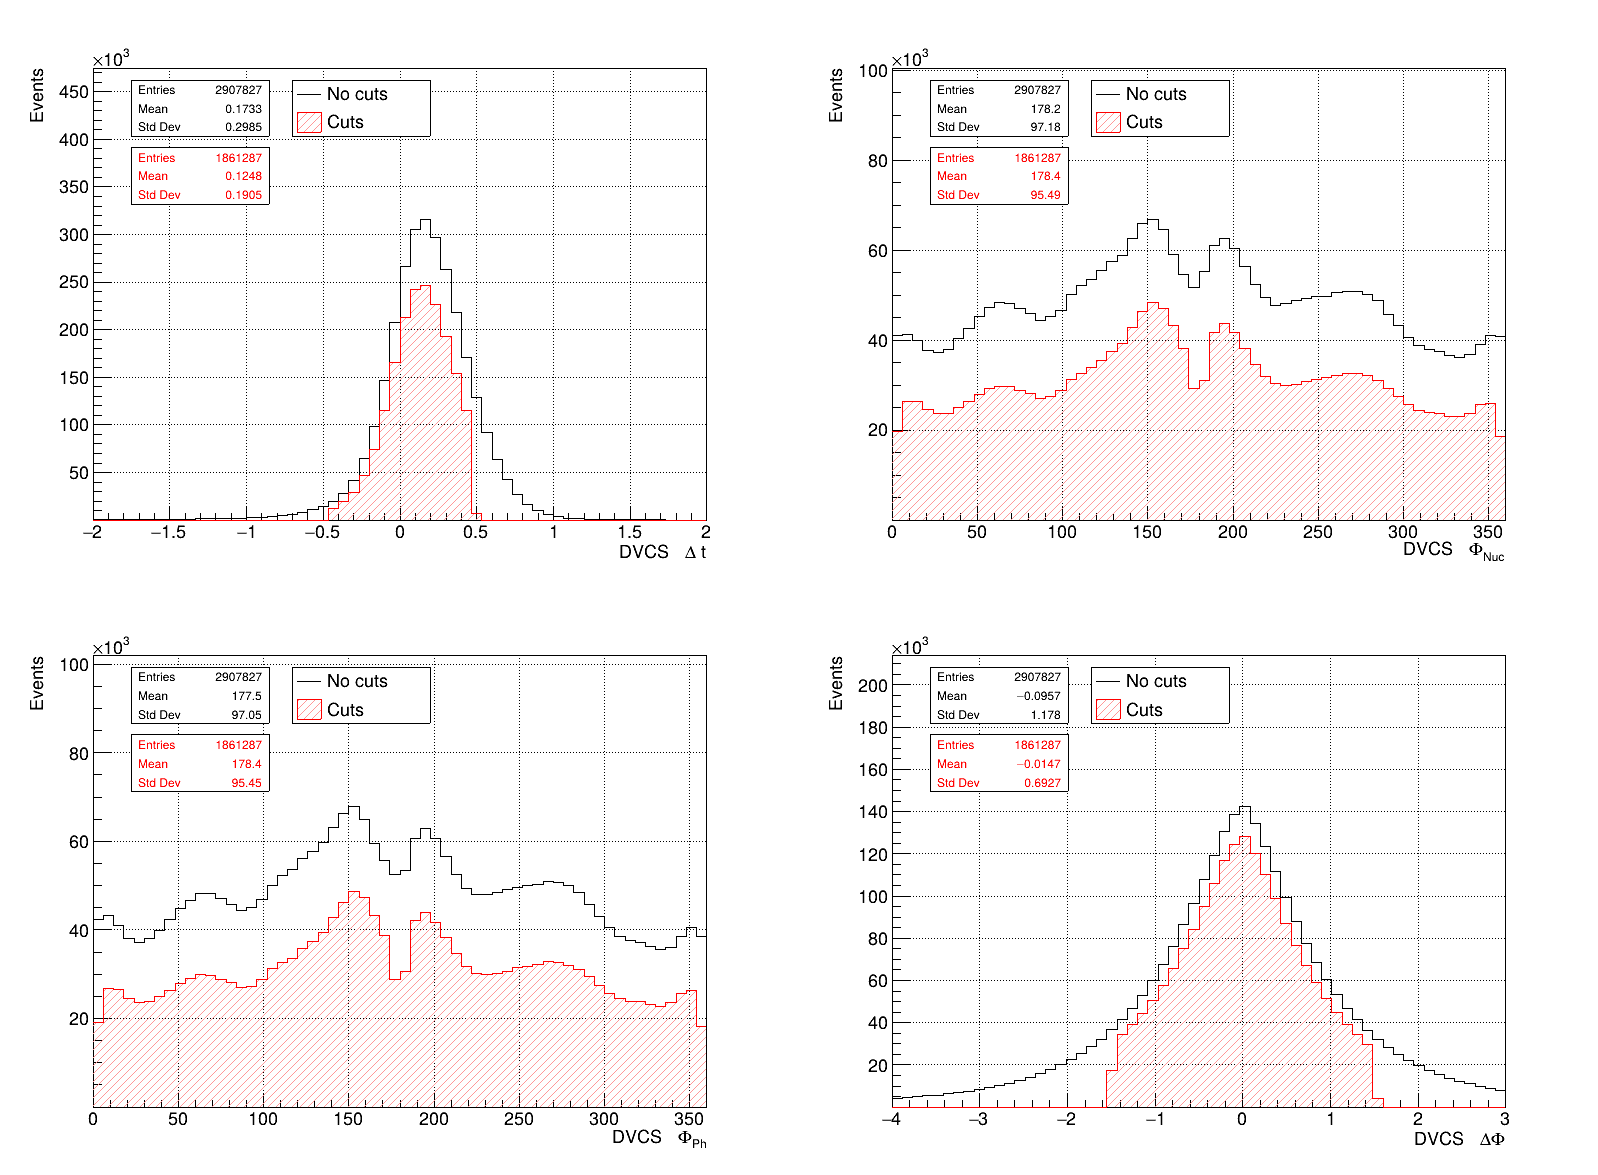 ×10³
Events
450
400
350
300
250
200
150
100
50
−2 −1.5 −1 −0.5 0 0.5 1 1.5 2
DVCS Δ t
Entries 2907827
Mean 0.1733
Std Dev 0.2985
Entries 1861287
Mean 0.1248
Std Dev 0.1905
No cuts
Cuts
×10³
Events
100
80
60
40
20
0 50 100 150 200 250 300 350
DVCS Φ_Nuc
Entries 2907827
Mean 178.2
Std Dev 97.18
Entries 1861287
Mean 178.4
Std Dev 95.49
No cuts
Cuts
×10³
Events
100
80
60
40
20
0 50 100 150 200 250 300 350
DVCS Φ_Ph
Entries 2907827
Mean 177.5
Std Dev 97.05
Entries 1861287
Mean 178.4
Std Dev 95.45
No cuts
Cuts
×10³
Events
200
180
160
140
120
100
80
60
40
20
−4 −3 −2 −1 0 1 2 3
DVCS ΔΦ
Entries 2907827
Mean −0.0957
Std Dev 1.178
Entries 1861287
Mean −0.0147
Std Dev 0.6927
No cuts
Cuts